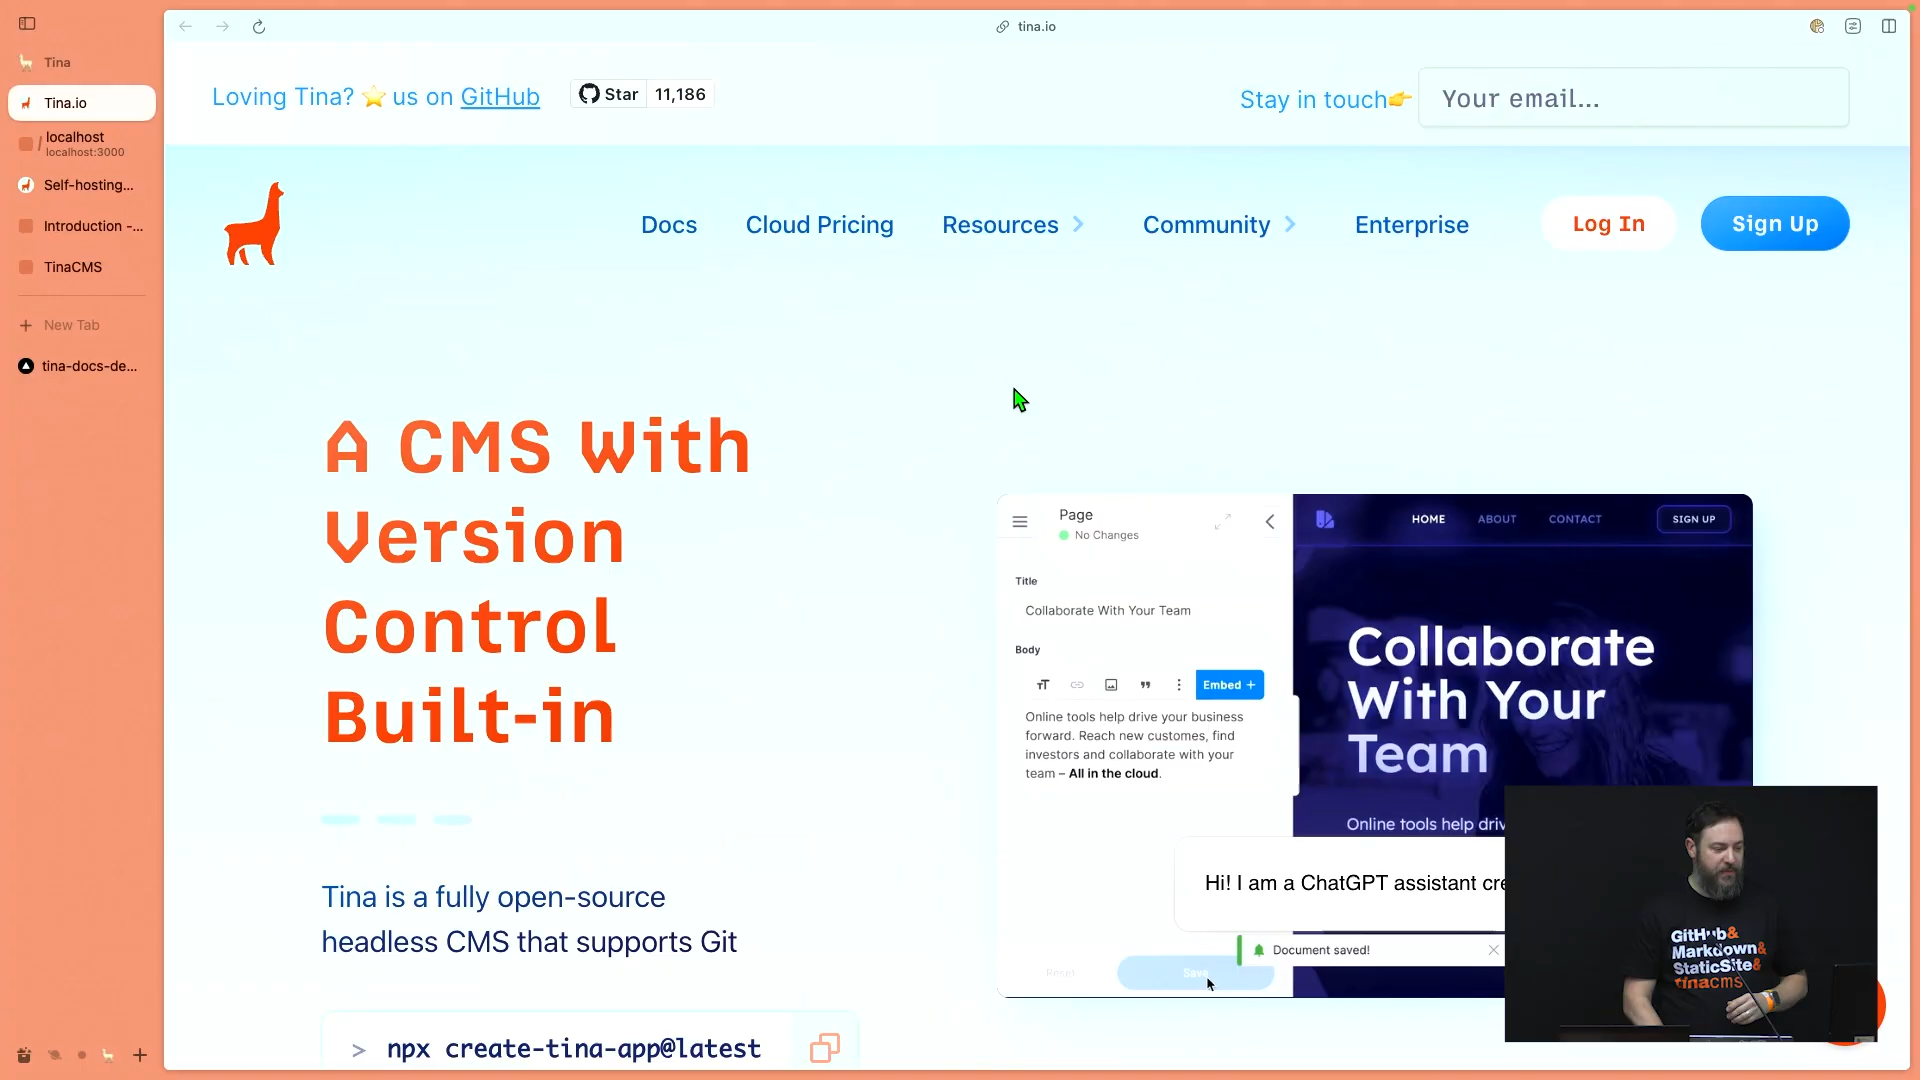 tina.io
Tina
Tina.io
/ localhost
localhost:3000
Self-hosting...
Introduction -...
TinaCMS
+ New Tab
tina-docs-de...
Loving Tina? ⭐ us on GitHub
Star 11,186
Stay in touch👉
Your email...
Docs
Cloud Pricing
Resources
Community
Enterprise
Log In
Sign Up
A CMS With
Version
Control
Built-in
Tina is a fully open-source
headless CMS that supports Git
> npx create-tina-app@latest
Page
No Changes
Title
Collaborate With Your Team
Body
Embed +
Online tools help drive your business
forward. Reach new customes, find
investors and collaborate with your
team – All in the cloud.
Reset
Save
HOME
ABOUT
CONTACT
SIGN UP
Collaborate
With Your
Team
Online tools help driv
Hi! I am a ChatGPT assistant cre
Document saved!
GitHub&
Markdown&
StaticSite&
tinacms